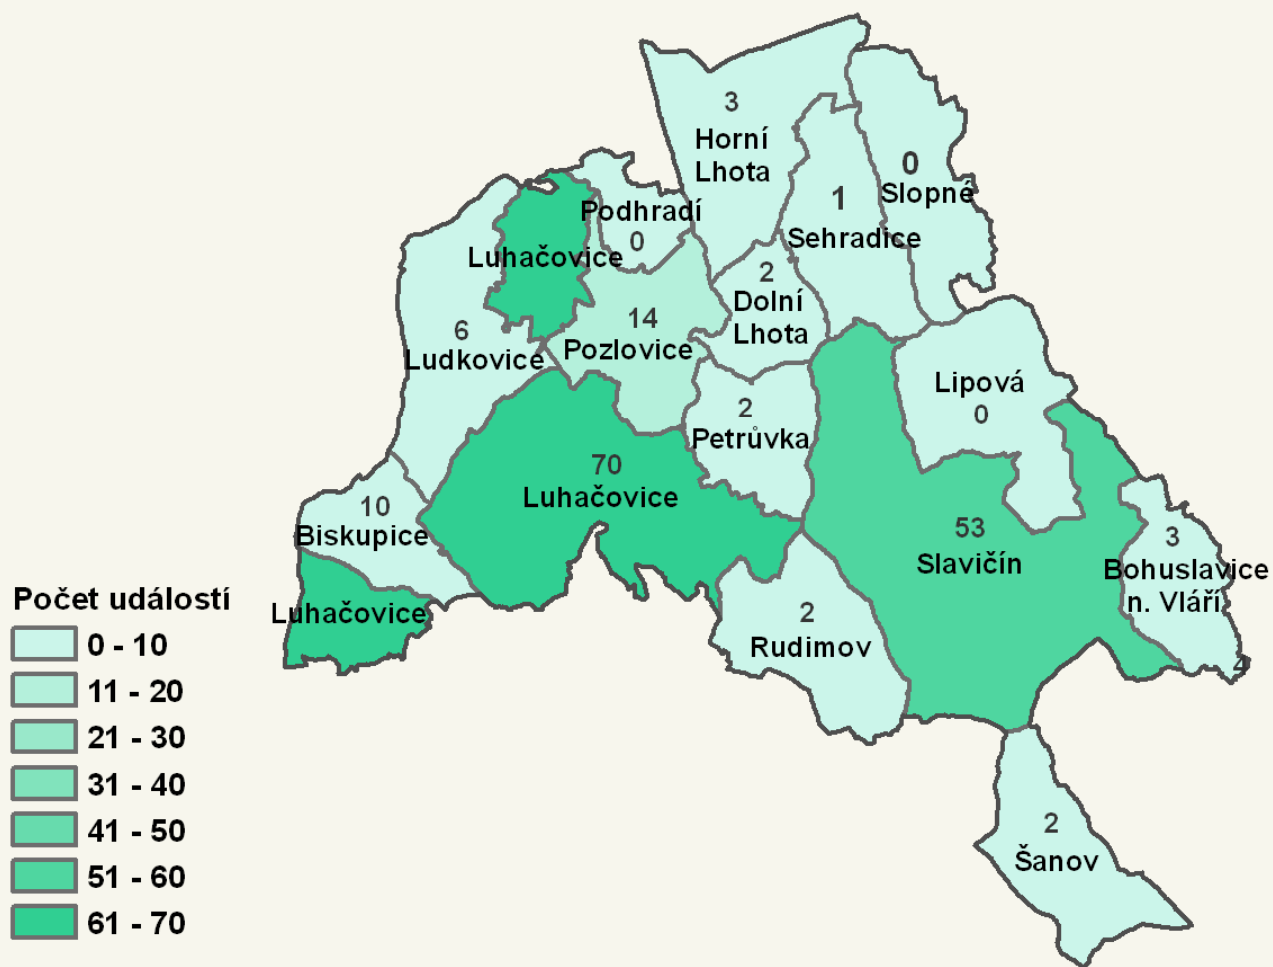 3
Horní
Lhota
0
Slopné
1
Sehradice
Podhradí
0
Luhačovice
2
Dolní
Lhota
14
Pozlovice
6
Ludkovice
Lipová
0
2
Petrůvka
70
Luhačovice
10
Biskupice
53
Slavičín
3
Bohuslavice
n. Vláří
Luhačovice
2
Rudimov
4
2
Šanov
Počet událostí
0 - 10
11 - 20
21 - 30
31 - 40
41 - 50
51 - 60
61 - 70